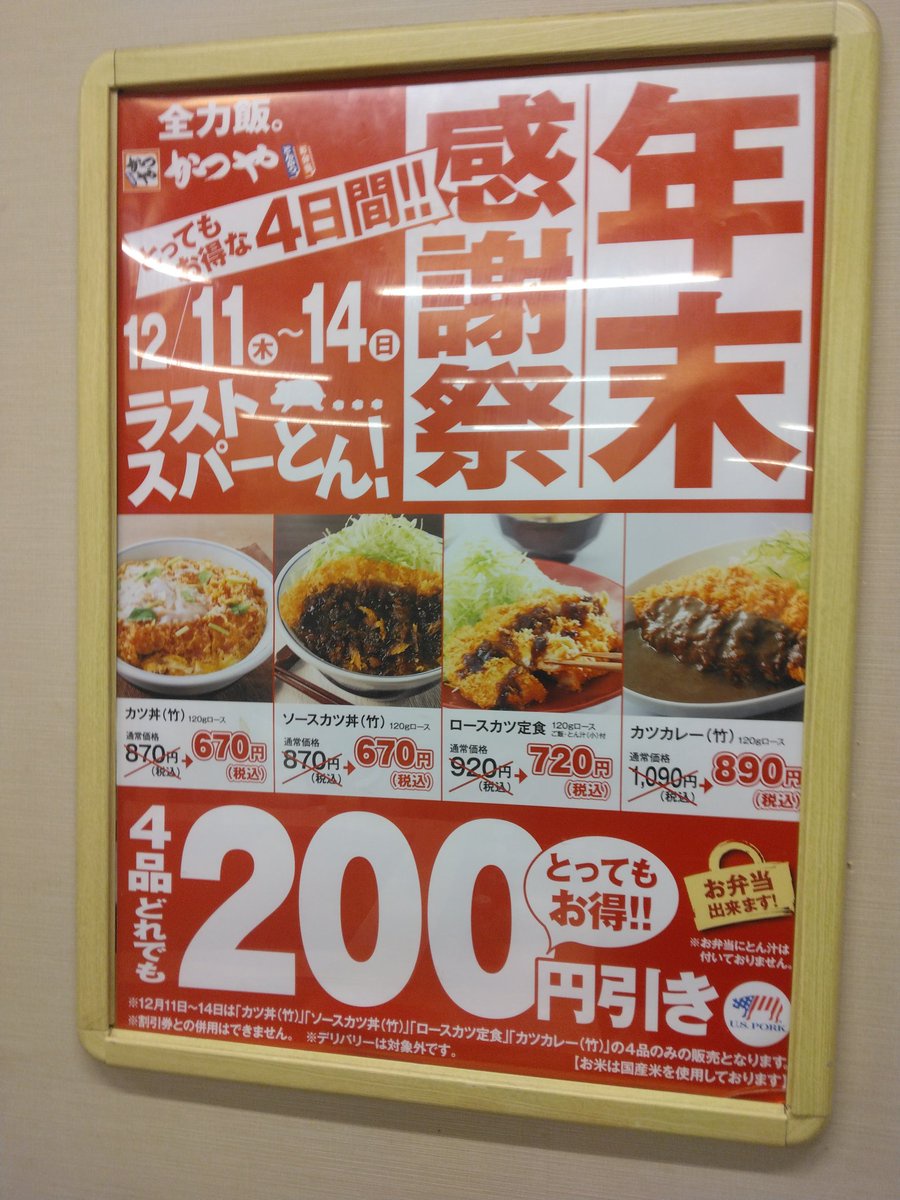 全力飯。
かつや
かつや
とっても
お得な4日間!!
年末
感謝祭
12/11木〜14日
ラスト
スパーとん…!
カツ丼(竹) 120gロース
通常価格
870円(税込)→670円(税込)
ソースカツ丼(竹) 120gロース
通常価格
870円(税込)→670円(税込)
ロースカツ定食 120gロース
ご飯・とん汁(小)付
通常価格
920円(税込)→720円(税込)
カツカレー(竹) 120gロース
通常価格
1,090円(税込)→890円(税込)
4品どれでも
200円引き
とっても
お得!!
お弁当
出来ます!
※お弁当にとん汁は
付いておりません。
U.S. PORK
※12月11日〜14日は「カツ丼(竹)」「ソースカツ丼(竹)」「ロースカツ定食」「カツカレー(竹)」の4品のみの販売となります。
※割引券との併用はできません。 ※デリバリーは対象外です。
【お米は国産米を使用しております】